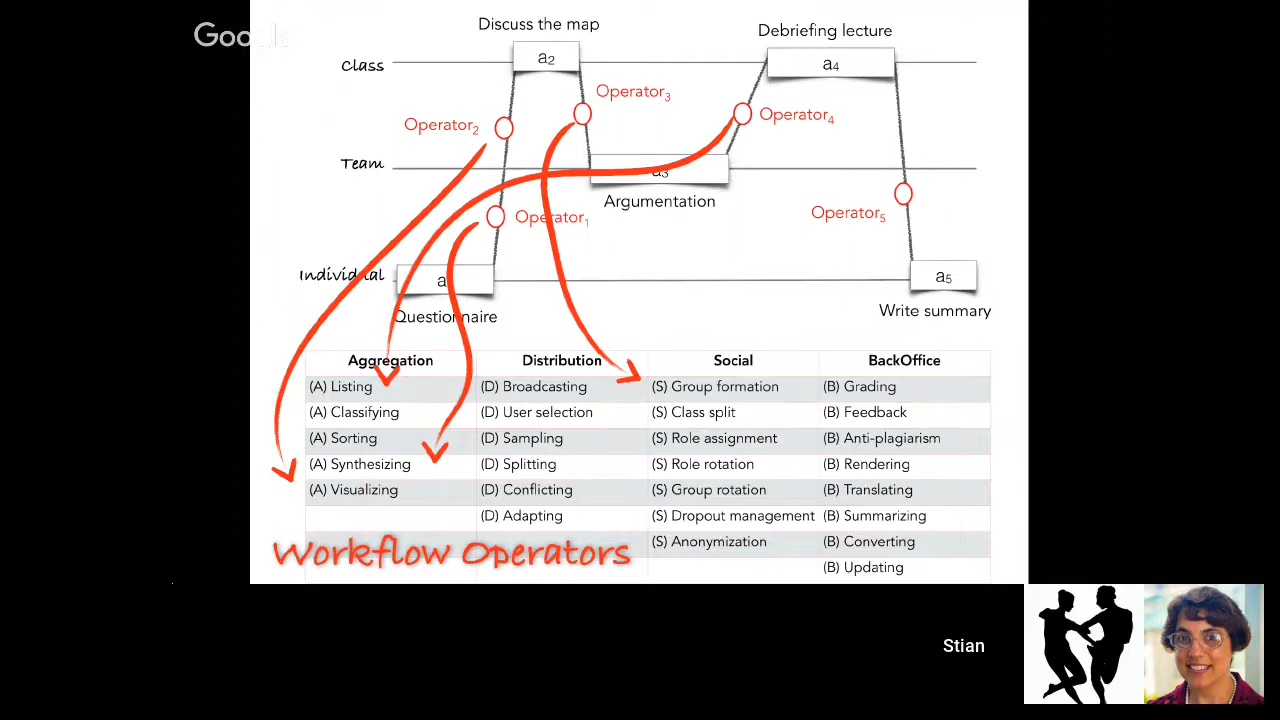 Google
Discuss the map
Debriefing lecture
Class
a2
a4
Operator3
Operator2
Operator4
Team
a3
Argumentation
Operator1
Operator5
Individual
a
a5
Questionnaire
Write summary
Aggregation Distribution Social BackOffice
(A) Listing (D) Broadcasting (S) Group formation (B) Grading
(A) Classifying (D) User selection (S) Class split (B) Feedback
(A) Sorting (D) Sampling (S) Role assignment (B) Anti-plagiarism
(A) Synthesizing (D) Splitting (S) Role rotation (B) Rendering
(A) Visualizing (D) Conflicting (S) Group rotation (B) Translating
(D) Adapting (S) Dropout management (B) Summarizing
(S) Anonymization (B) Converting
(B) Updating
Workflow Operators
Stian